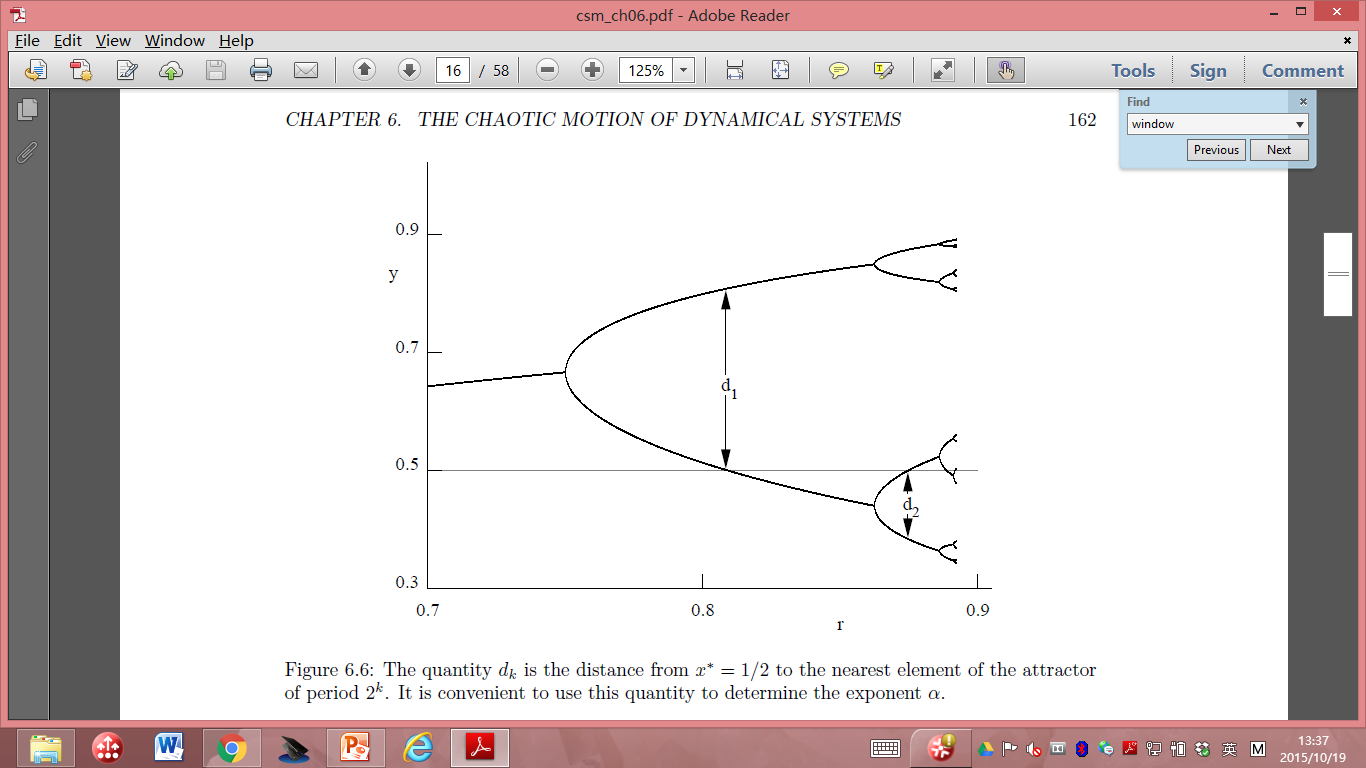 csm_ch06.pdf - Adobe Reader
File Edit View Window Help
16 / 58 125% Tools Sign Comment
Find
window
Previous Next
CHAPTER 6. THE CHAOTIC MOTION OF DYNAMICAL SYSTEMS 162
0.9
y
0.7
d1
0.5
d2
0.3
0.7 0.8 0.9
r
Figure 6.6: The quantity dk is the distance from x* = 1/2 to the nearest element of the attractor
of period 2^k. It is convenient to use this quantity to determine the exponent α.
英 M
13:37
2015/10/19